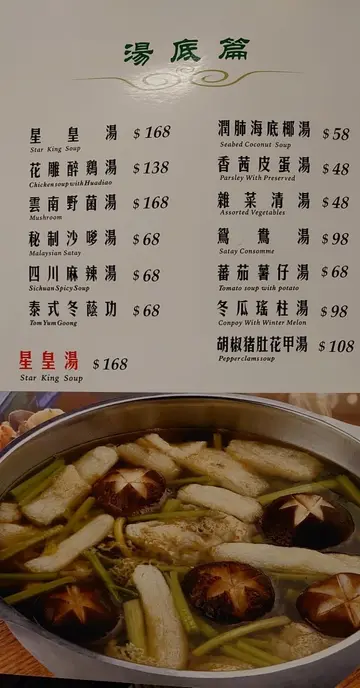 湯底篇
星皇湯 $168
Star King Soup
花雕醉鷄湯 $138
Chicken soup with Huadiao
雲南野菌湯 $168
Mushroom
秘制沙嗲湯 $68
Malaysian Satay
四川麻辣湯 $68
Sichuan Spicy Soup
泰式冬蔭功 $68
Tom Yum Goong
星皇湯 $168
Star King Soup
潤肺海底椰湯 $58
Seabed Coconut Soup
香茜皮蛋湯 $48
Parsley With Preserved
雜菜清湯 $48
Assorted Vegetables
鴛鴦湯 $98
Satay Consomme
蕃茄薯仔湯 $68
Tomato soup with potato
冬瓜瑤柱湯 $98
Conpoy With Winter Melon
胡椒猪肚花甲湯 $108
Pepper clams soup